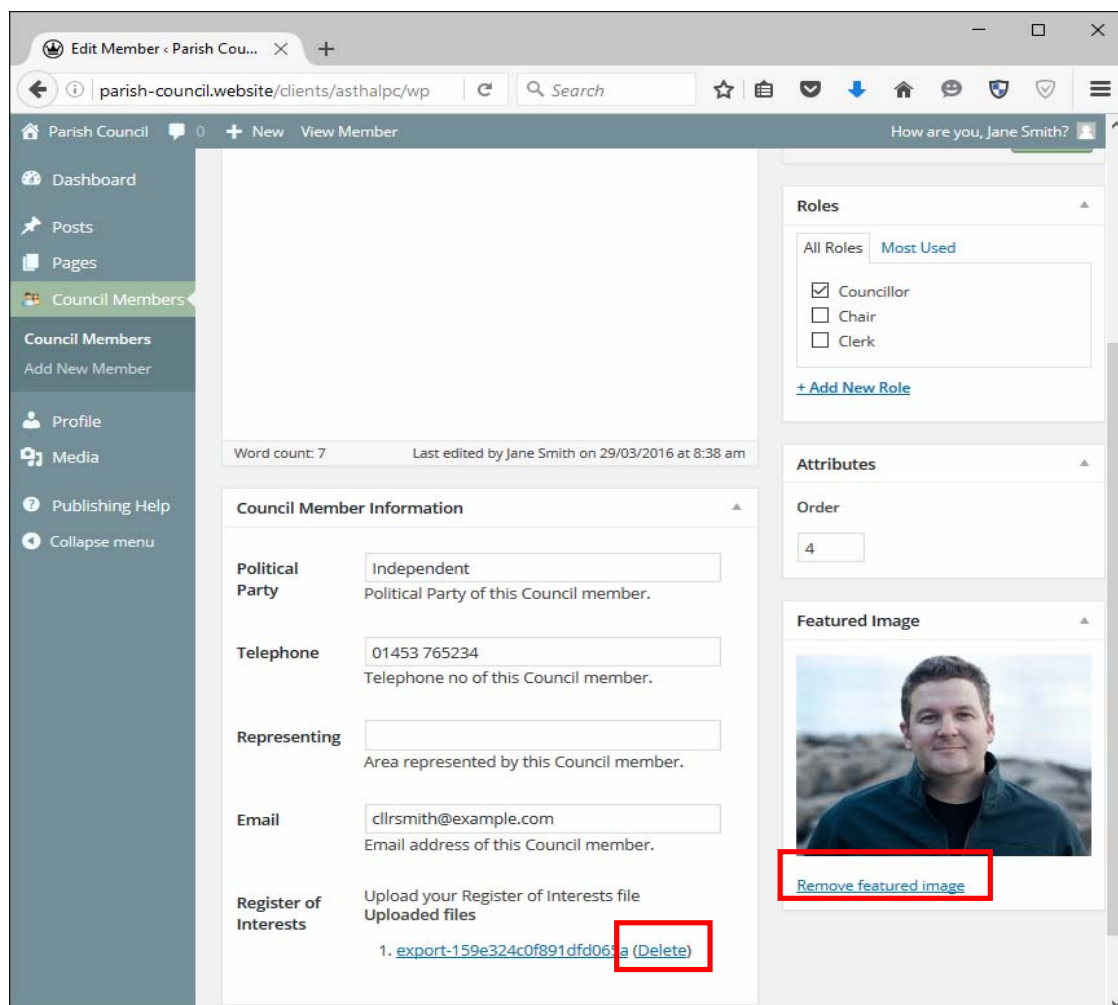 Edit Member ‹ Parish Cou...
parish-council.website/clients/asthalpc/wp
Search
Parish Council 0 + New View Member
How are you, Jane Smith?
Dashboard
Posts
Pages
Council Members
Council Members
Add New Member
Profile
Media
Publishing Help
Collapse menu
Word count: 7
Last edited by Jane Smith on 29/03/2016 at 8:38 am
Council Member Information
Political
Party
Independent
Political Party of this Council member.
Telephone
01453 765234
Telephone no of this Council member.
Representing
Area represented by this Council member.
Email
cllrsmith@example.com
Email address of this Council member.
Register of
Interests
Upload your Register of Interests file
Uploaded files
1. export-159e324c0f891dfd065a (Delete)
Roles
All Roles
Most Used
Councillor
Chair
Clerk
+ Add New Role
Attributes
Order
4
Featured Image
Remove featured image